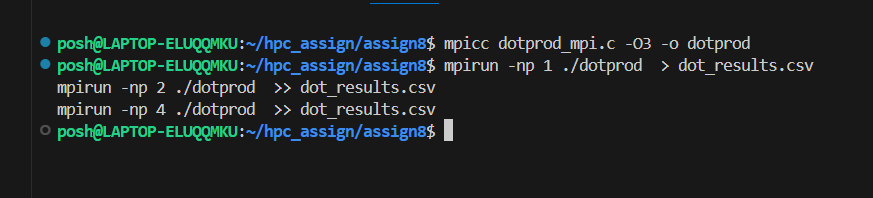 posh@LAPTOP-ELUQQMKU:~/hpc_assign/assign8$ mpicc dotprod_mpi.c -O3 -o dotprod
posh@LAPTOP-ELUQQMKU:~/hpc_assign/assign8$ mpirun -np 1 ./dotprod  > dot_results.csv
mpirun -np 2 ./dotprod  >> dot_results.csv
mpirun -np 4 ./dotprod  >> dot_results.csv
posh@LAPTOP-ELUQQMKU:~/hpc_assign/assign8$